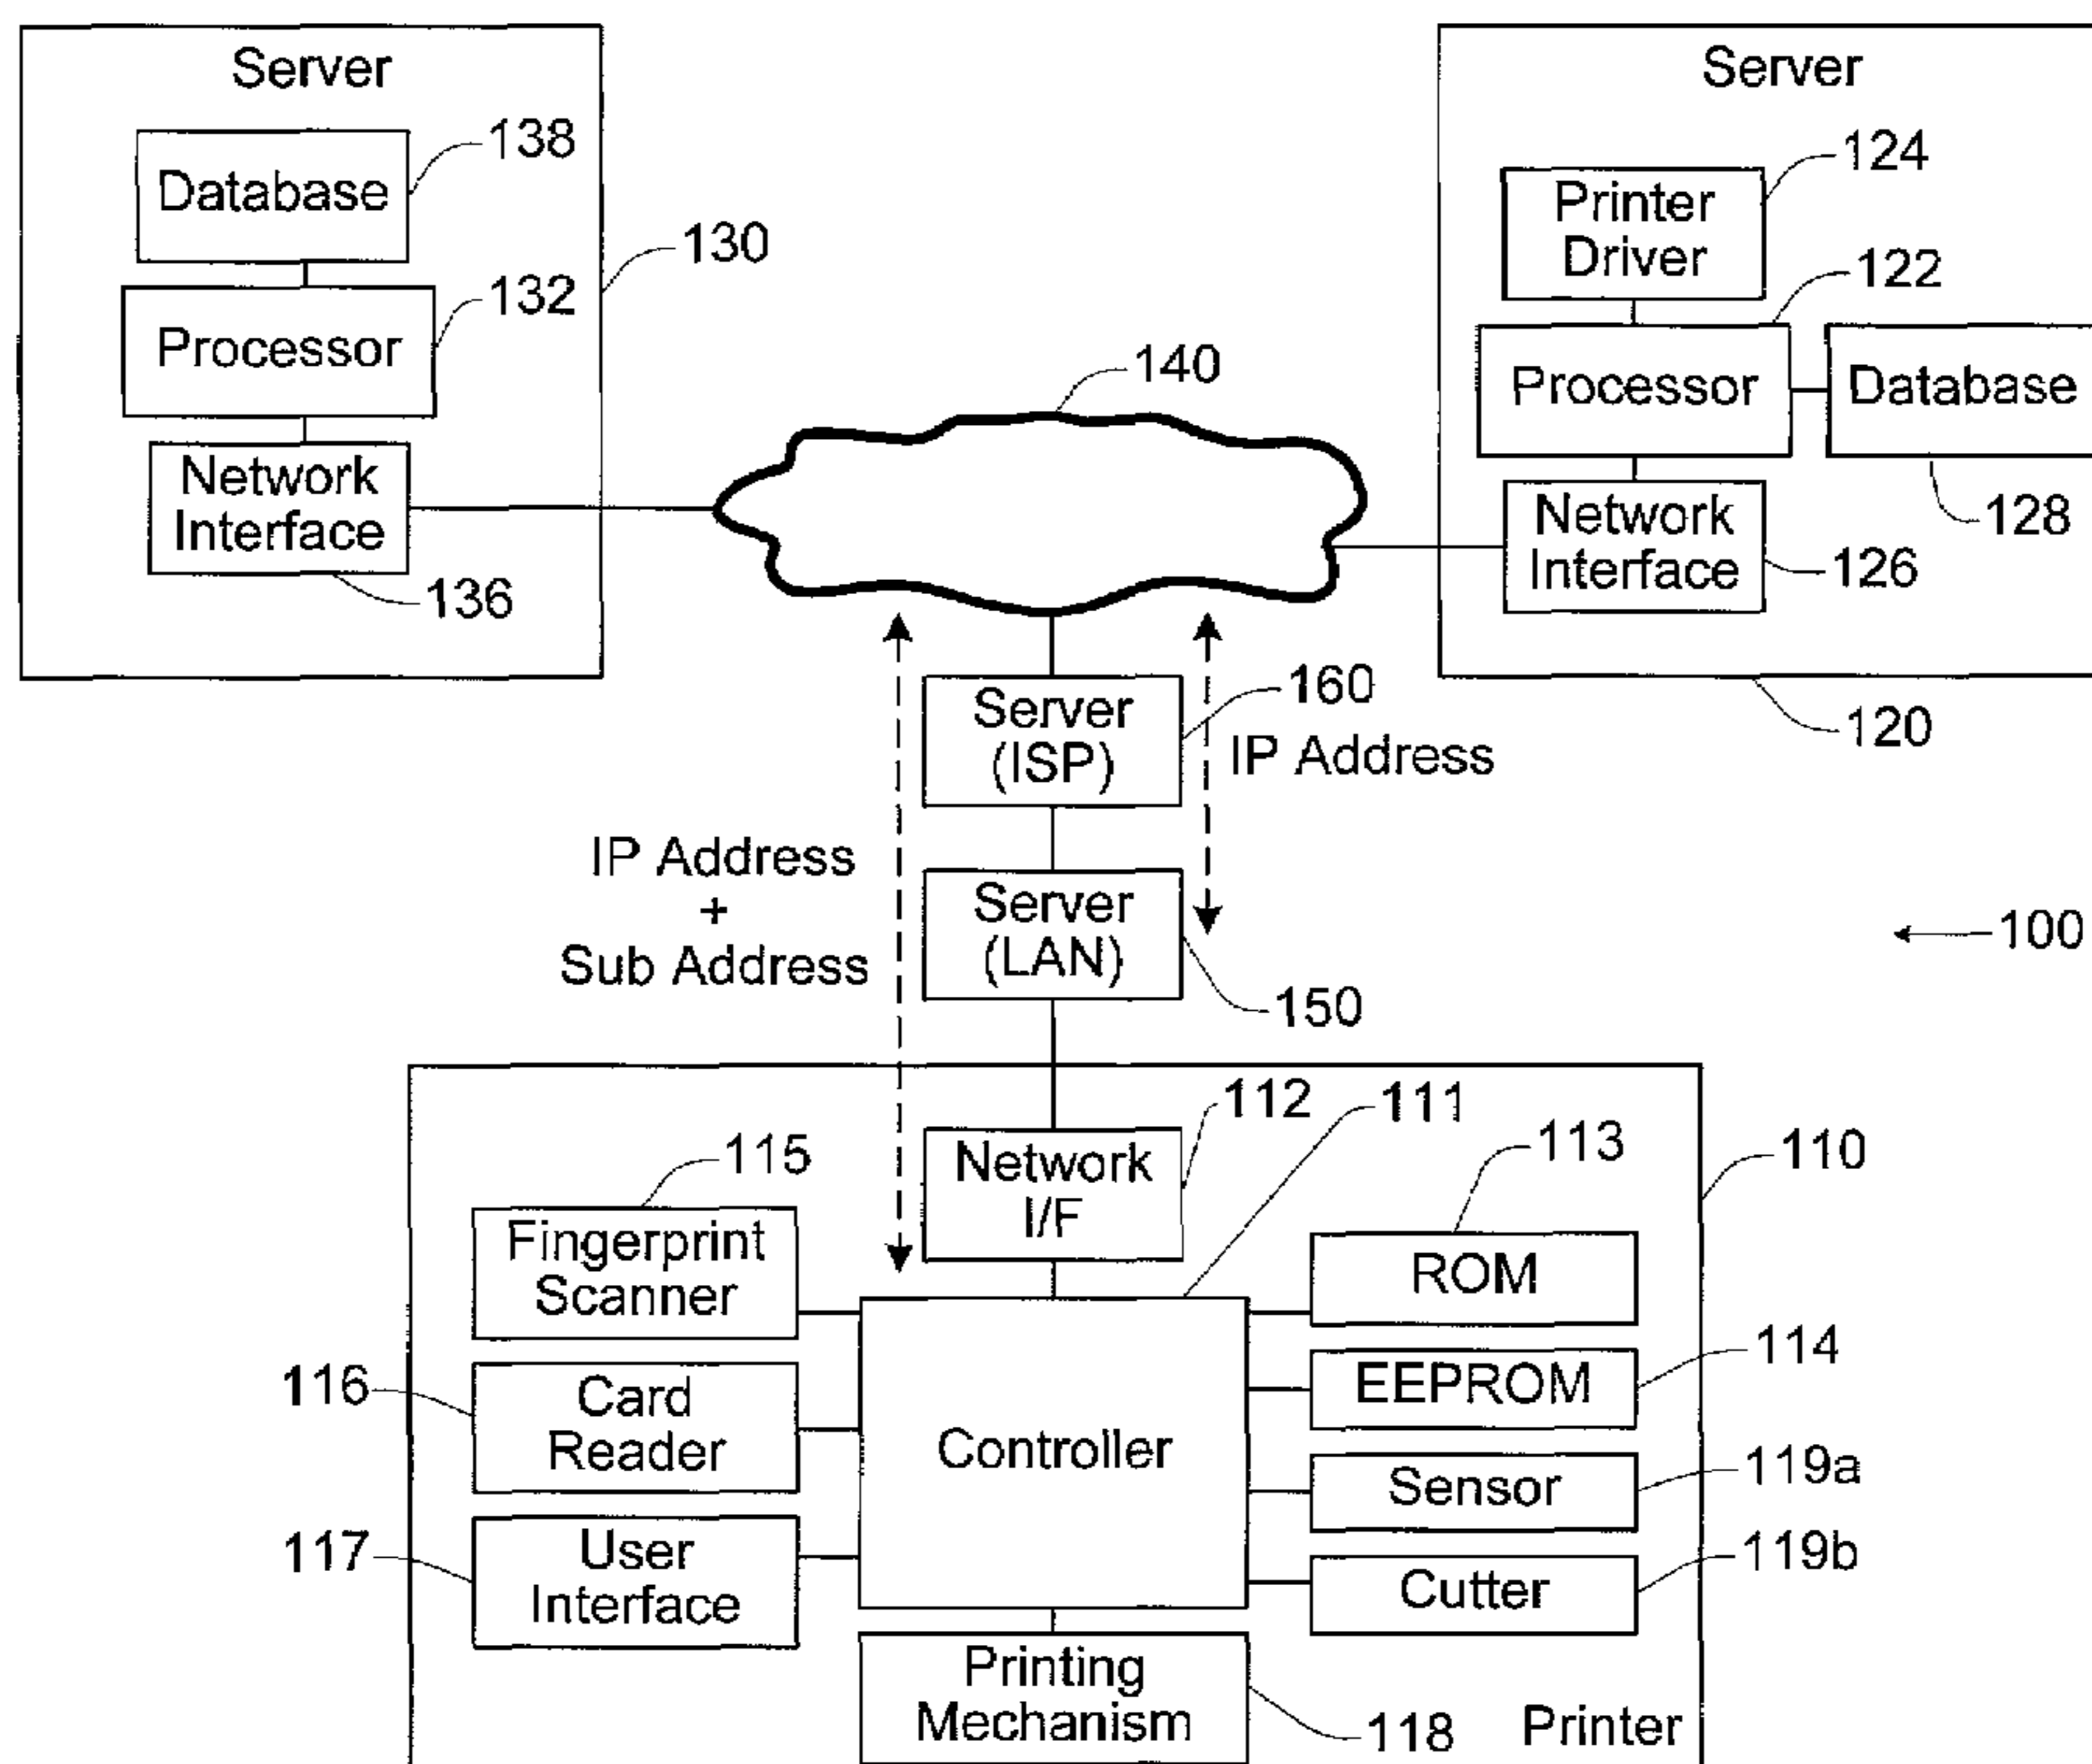 Server
138
Database
130
132
Processor
Network
Interface
136
Server
124
Printer
Driver
122
Processor
Database
128
Network
Interface
126
120
140
160
Server
(ISP)
IP Address
IP Address
+
Sub Address
Server
(LAN)
150
100
112
111
113
110
115
Network
I/F
Fingerprint
Scanner
ROM
114
EEPROM
116
Card
Reader
Controller
119a
Sensor
117
User
Interface
119b
Cutter
Printing
Mechanism
118
Printer